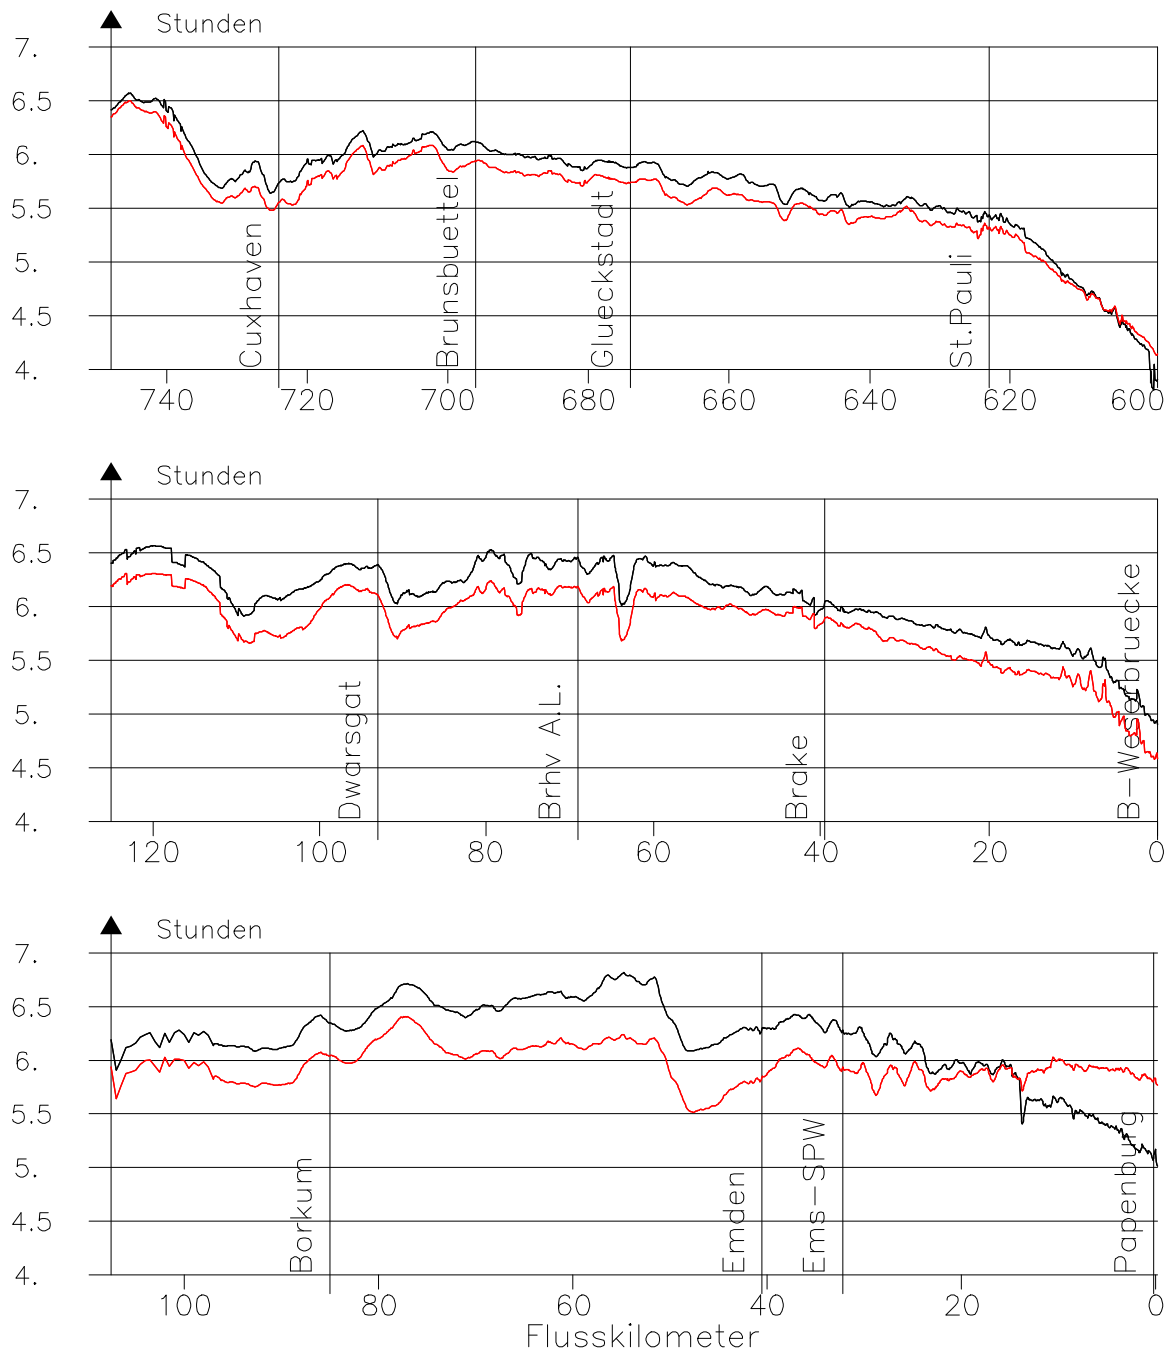 Stunden
7.
6.5
6.
5.5
5.
4.5
4.
Cuxhaven
Brunsbuettel
Glueckstadt
St.Pauli
740 720 700 680 660 640 620 600
Stunden
7.
6.5
6.
5.5
5.
4.5
4.
Dwarsgat
Brhv A.L.
Brake
B-Weserbruecke
120 100 80 60 40 20 0
Stunden
7.
6.5
6.
5.5
5.
4.5
4.
Borkum
Emden
Ems-SPW
Papenburg
100 80 60 40 20 0
Flusskilometer